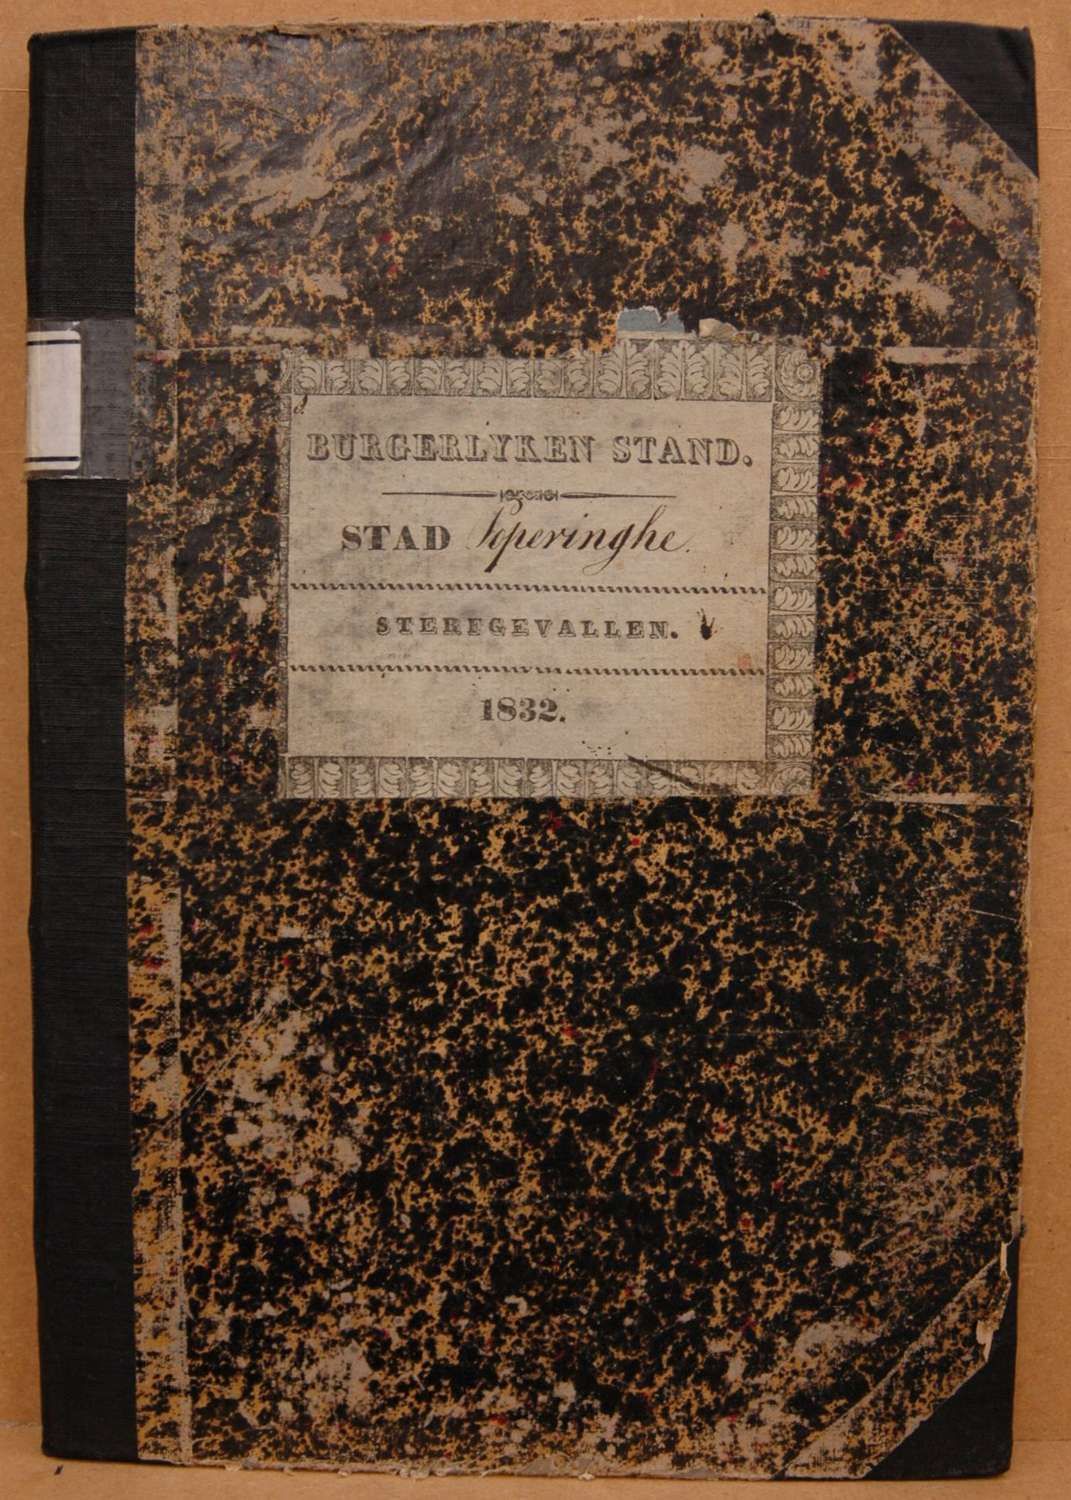 BURGERLYKEN STAND.
STAD Poperinghe.
STERFGEVALLEN.
1832.